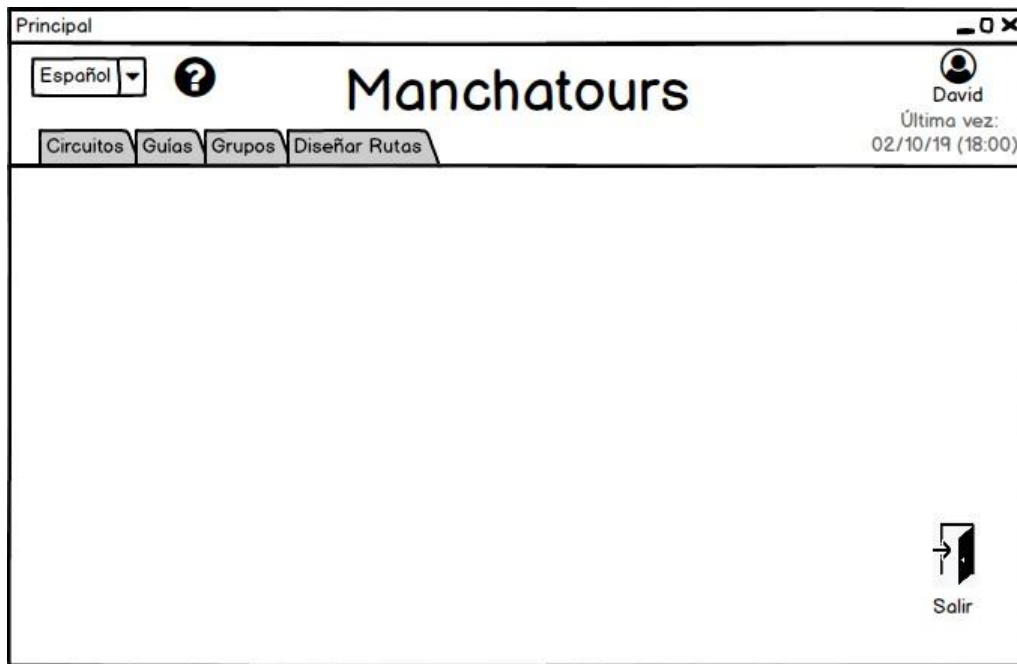 Principal
Español
?
Manchatours
David
Última vez:
02/10/19 (18:00)
Circuitos Guías Grupos Diseñar Rutas
Salir